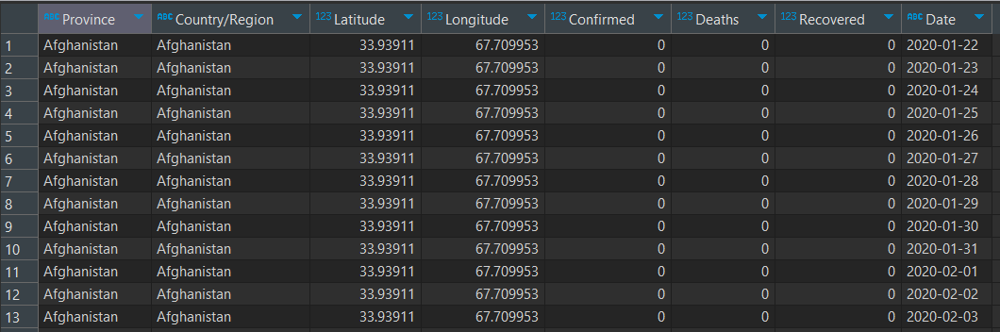 ABC Province ABC Country/Region 123 Latitude 123 Longitude 123 Confirmed 123 Deaths 123 Recovered ABC Date
1 Afghanistan Afghanistan 33.93911 67.709953 0 0 0 2020-01-22
2 Afghanistan Afghanistan 33.93911 67.709953 0 0 0 2020-01-23
3 Afghanistan Afghanistan 33.93911 67.709953 0 0 0 2020-01-24
4 Afghanistan Afghanistan 33.93911 67.709953 0 0 0 2020-01-25
5 Afghanistan Afghanistan 33.93911 67.709953 0 0 0 2020-01-26
6 Afghanistan Afghanistan 33.93911 67.709953 0 0 0 2020-01-27
7 Afghanistan Afghanistan 33.93911 67.709953 0 0 0 2020-01-28
8 Afghanistan Afghanistan 33.93911 67.709953 0 0 0 2020-01-29
9 Afghanistan Afghanistan 33.93911 67.709953 0 0 0 2020-01-30
10 Afghanistan Afghanistan 33.93911 67.709953 0 0 0 2020-01-31
11 Afghanistan Afghanistan 33.93911 67.709953 0 0 0 2020-02-01
12 Afghanistan Afghanistan 33.93911 67.709953 0 0 0 2020-02-02
13 Afghanistan Afghanistan 33.93911 67.709953 0 0 0 2020-02-03